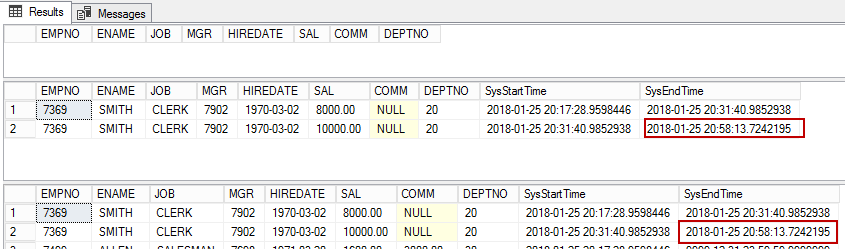 Results Messages
EMPNO ENAME JOB MGR HIREDATE SAL COMM DEPTNO
EMPNO ENAME JOB MGR HIREDATE SAL COMM DEPTNO SysStartTime SysEndTime
1 7369 SMITH CLERK 7902 1970-03-02 8000.00 NULL 20 2018-01-25 20:17:28.9598446 2018-01-25 20:31:40.9852938
2 7369 SMITH CLERK 7902 1970-03-02 10000.00 NULL 20 2018-01-25 20:31:40.9852938 2018-01-25 20:58:13.7242195
EMPNO ENAME JOB MGR HIREDATE SAL COMM DEPTNO SysStartTime SysEndTime
1 7369 SMITH CLERK 7902 1970-03-02 8000.00 NULL 20 2018-01-25 20:17:28.9598446 2018-01-25 20:31:40.9852938
2 7369 SMITH CLERK 7902 1970-03-02 10000.00 NULL 20 2018-01-25 20:31:40.9852938 2018-01-25 20:58:13.7242195